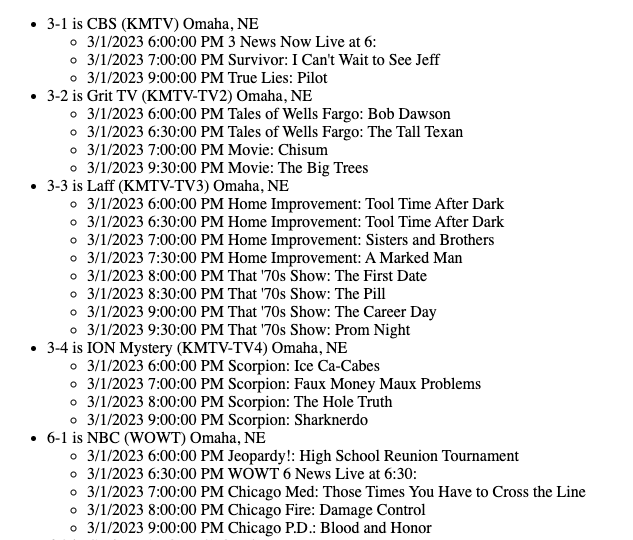 3-1 is CBS (KMTV) Omaha, NE
3/1/2023 6:00:00 PM 3 News Now Live at 6:
3/1/2023 7:00:00 PM Survivor: I Can't Wait to See Jeff
3/1/2023 9:00:00 PM True Lies: Pilot
3-2 is Grit TV (KMTV-TV2) Omaha, NE
3/1/2023 6:00:00 PM Tales of Wells Fargo: Bob Dawson
3/1/2023 6:30:00 PM Tales of Wells Fargo: The Tall Texan
3/1/2023 7:00:00 PM Movie: Chisum
3/1/2023 9:30:00 PM Movie: The Big Trees
3-3 is Laff (KMTV-TV3) Omaha, NE
3/1/2023 6:00:00 PM Home Improvement: Tool Time After Dark
3/1/2023 6:30:00 PM Home Improvement: Tool Time After Dark
3/1/2023 7:00:00 PM Home Improvement: Sisters and Brothers
3/1/2023 7:30:00 PM Home Improvement: A Marked Man
3/1/2023 8:00:00 PM That '70s Show: The First Date
3/1/2023 8:30:00 PM That '70s Show: The Pill
3/1/2023 9:00:00 PM That '70s Show: The Career Day
3/1/2023 9:30:00 PM That '70s Show: Prom Night
3-4 is ION Mystery (KMTV-TV4) Omaha, NE
3/1/2023 6:00:00 PM Scorpion: Ice Ca-Cabes
3/1/2023 7:00:00 PM Scorpion: Faux Money Maux Problems
3/1/2023 8:00:00 PM Scorpion: The Hole Truth
3/1/2023 9:00:00 PM Scorpion: Sharknerdo
6-1 is NBC (WOWT) Omaha, NE
3/1/2023 6:00:00 PM Jeopardy!: High School Reunion Tournament
3/1/2023 6:30:00 PM WOWT 6 News Live at 6:30:
3/1/2023 7:00:00 PM Chicago Med: Those Times You Have to Cross the Line
3/1/2023 8:00:00 PM Chicago Fire: Damage Control
3/1/2023 9:00:00 PM Chicago P.D.: Blood and Honor